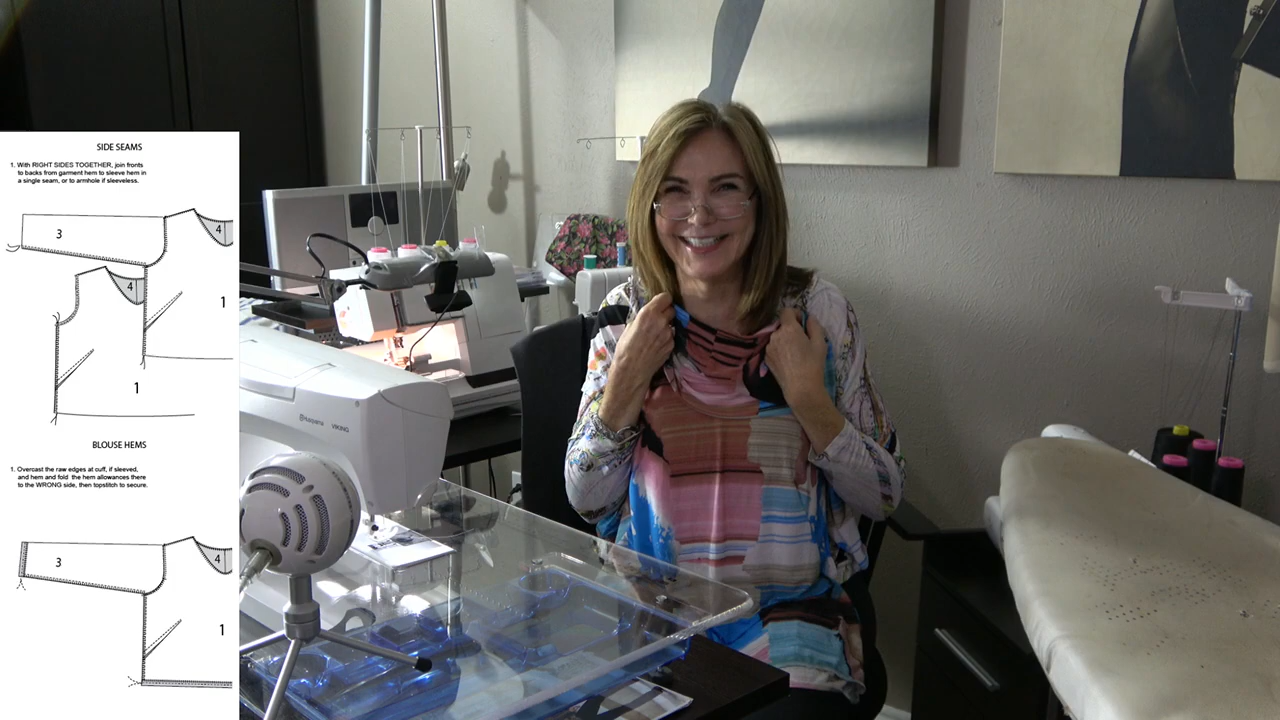 SIDE SEAMS
1. With RIGHT SIDES TOGETHER, join fronts
to backs from garment hem to sleeve hem in
a single seam, or to armhole if sleeveless.
3
4
4
1
1
BLOUSE HEMS
1. Overcast the raw edges at cuff, if sleeved,
and hem and fold the hem allowances there
to the WRONG side, then topstitch to secure.
3
4
1
Husqvarna VIKING